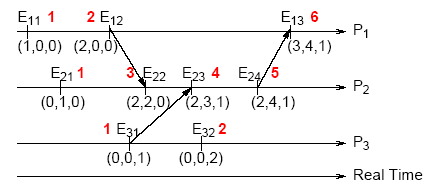 E11 1 2 E12 E13 6
P1
(1,0,0) (2,0,0) (3,4,1)
E21 1 3 E22 E23 4 E24 5
P2
(0,1,0) (2,2,0) (2,3,1) (2,4,1)
1 E31 E32 2
P3
(0,0,1) (0,0,2)
Real Time